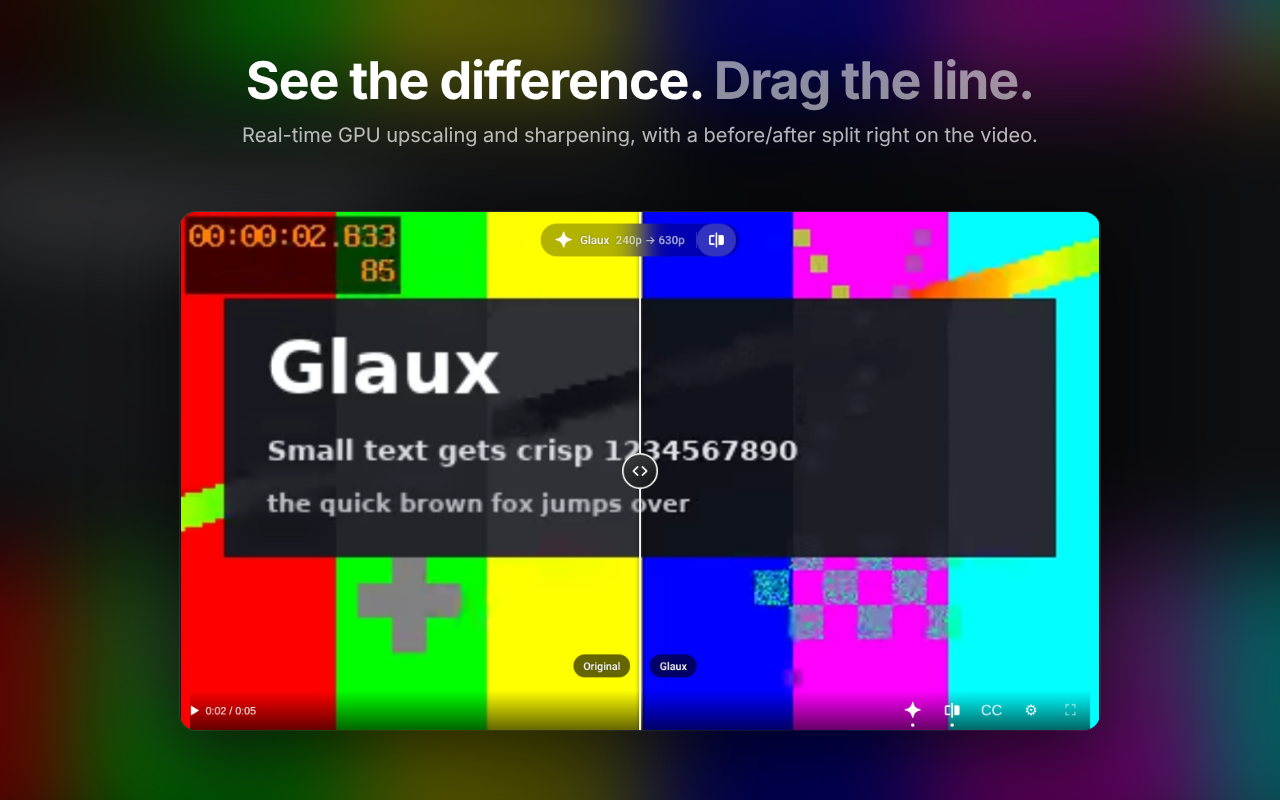 See the difference. Drag the line.
Real-time GPU upscaling and sharpening, with a before/after split right on the video.
00:00:02.633
85
Glaux 240p → 630p
Glaux
Small text gets crisp 1234567890
the quick brown fox jumps over
Original
Glaux
0:02 / 0:05
CC